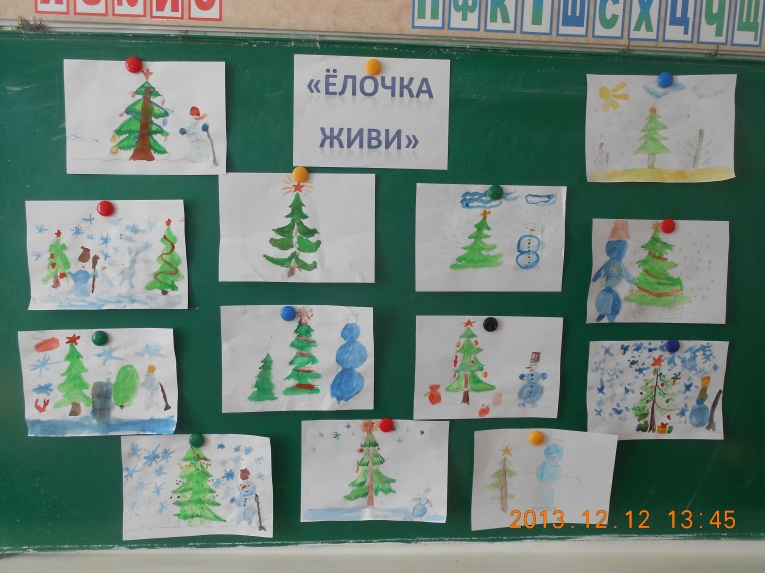 П Ф К Т Ш С Х Ц Ч Щ
«ЁЛОЧКА
ЖИВИ»
2013.12.12 13:45